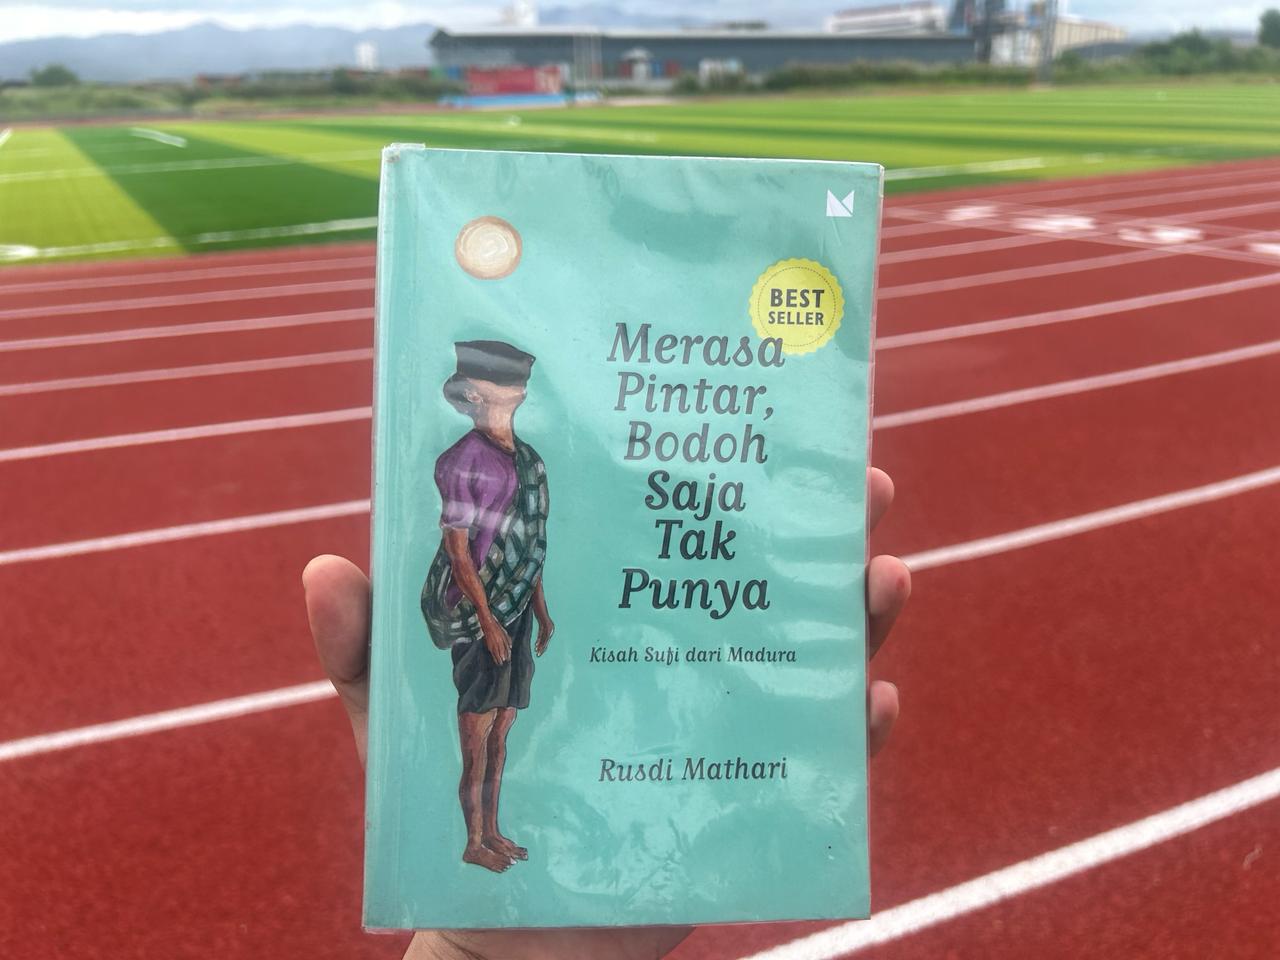 BEST
SELLER
Merasa
Pintar,
Bodoh
Saja
Tak
Punya
Kisah Sufi dari Madura
Rusdi Mathari